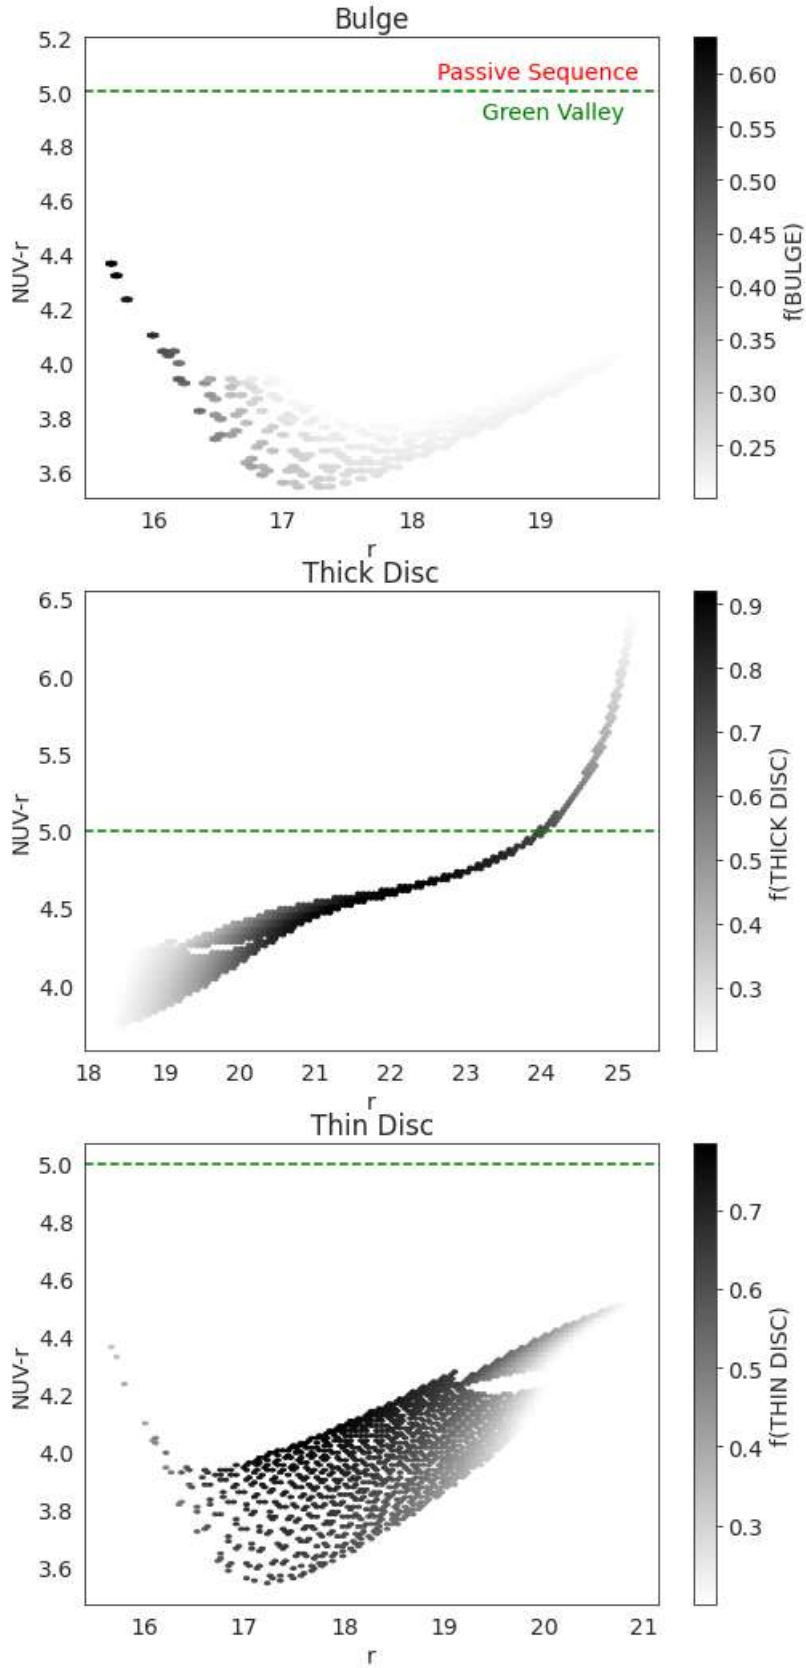 Bulge
5.2
5.0
4.8
4.6
4.4
4.2
4.0
3.8
3.6
NUV-r
Passive Sequence
Green Valley
16 17 18 19
r
0.60
0.55
0.50
0.45
0.40
0.35
0.30
0.25
f(BULGE)
Thick Disc
6.5
6.0
5.5
5.0
4.5
4.0
NUV-r
18 19 20 21 22 23 24 25
r
0.9
0.8
0.7
0.6
0.5
0.4
0.3
f(THICK DISC)
Thin Disc
5.0
4.8
4.6
4.4
4.2
4.0
3.8
3.6
NUV-r
16 17 18 19 20 21
r
0.7
0.6
0.5
0.4
0.3
f(THIN DISC)